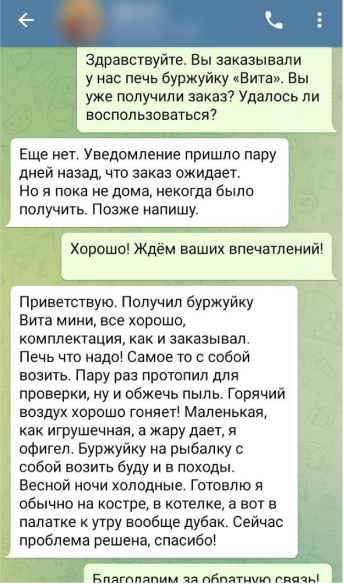 Здравствуйте. Вы заказывали
у нас печь буржуйку «Вита». Вы
уже получили заказ? Удалось ли
воспользоваться?
Еще нет. Уведомление пришло пару
дней назад, что заказ ожидает.
Но я пока не дома, некогда было
получить. Позже напишу.
Хорошо! Ждём ваших впечатлений!
Приветствую. Получил буржуйку
Вита мини, все хорошо,
комплектация, как и заказывал.
Печь что надо! Самое то с собой
возить. Пару раз протопил для
проверки, ну и обжечь пыль. Горячий
воздух хорошо гоняет! Маленькая,
как игрушечная, а жару дает, я
офигел. Буржуйку на рыбалку с
собой возить буду и в походы.
Весной ночи холодные. Готовлю я
обычно на костре, в котелке, а вот в
палатке к утру вообще дубак. Сейчас
проблема решена, спасибо!
Благодарим за обратную связь!